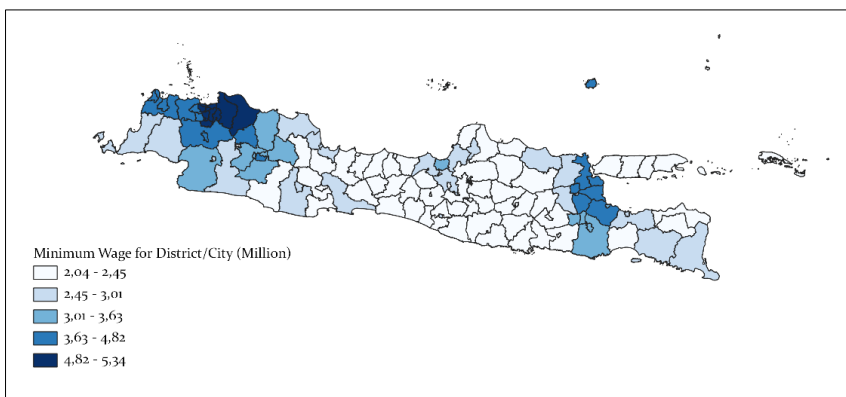 Minimum Wage for District/City (Million)
2,04 - 2,45
2,45 - 3,01
3,01 - 3,63
3,63 - 4,82
4,82 - 5,34